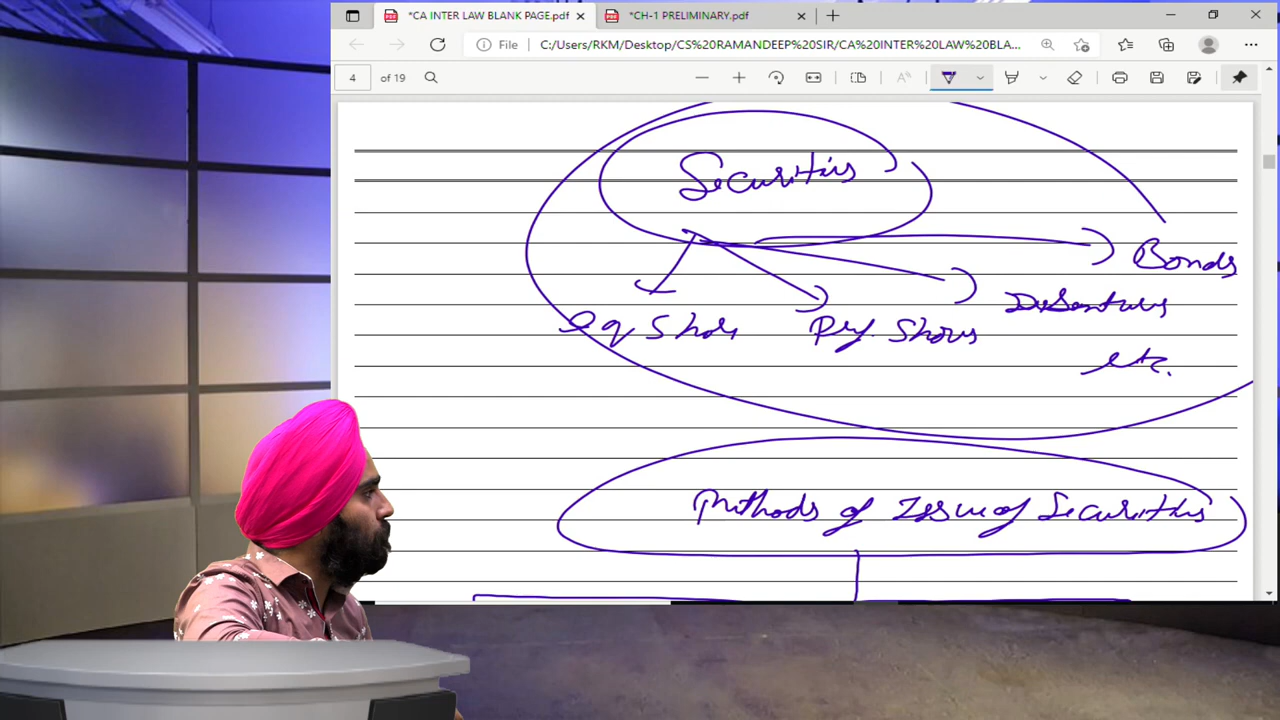 *CA INTER LAW BLANK PAGE.pdf
*CH-1 PRELIMINARY.pdf
File
C:/Users/RKM/Desktop/CS%20RAMANDEEP%20SIR/CA%20INTER%20LAW%20BLA...
4 of 19
Securities
Bonds
Debentures
eq Shares
Pref. Shares
etc.
Methods of Issue of Securities